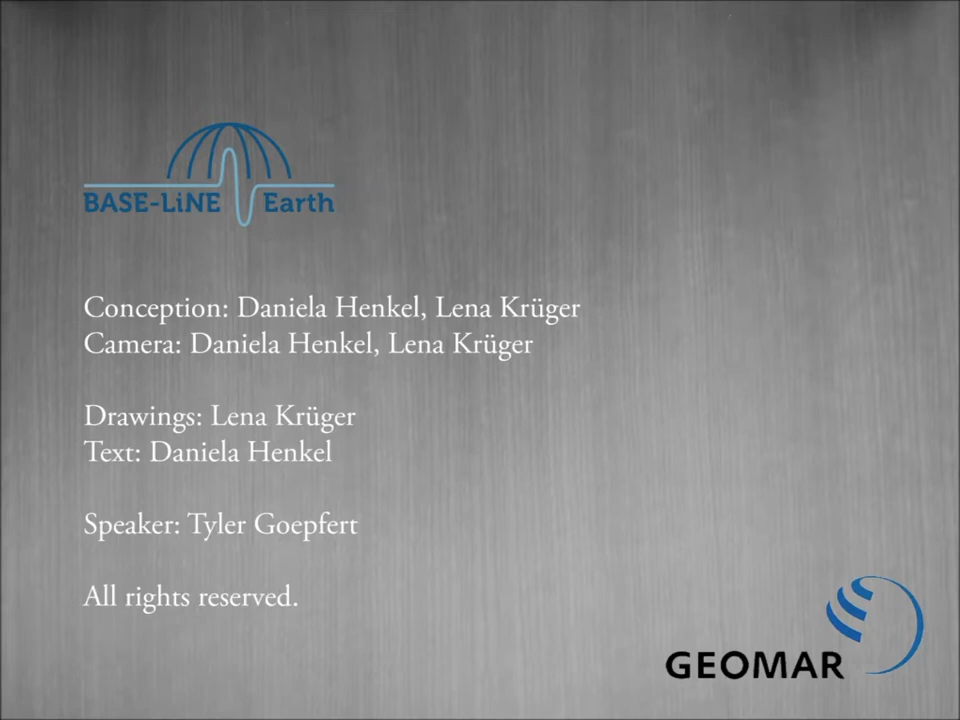 BASE-LiNE Earth
Conception: Daniela Henkel, Lena Krüger
Camera: Daniela Henkel, Lena Krüger
Drawings: Lena Krüger
Text: Daniela Henkel
Speaker: Tyler Goepfert
All rights reserved.
GEOMAR